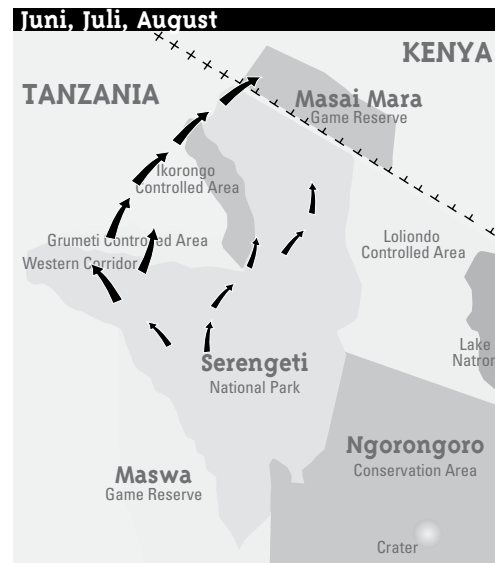 Juni, Juli, August
KENYA
TANZANIA
Masai Mara
Game Reserve
Ikorongo
Controlled Area
Grumeti Controlled Area
Western Corridor
Loliondo
Controlled Area
Lake
Natron
Serengeti
National Park
Ngorongoro
Conservation Area
Maswa
Game Reserve
Crater